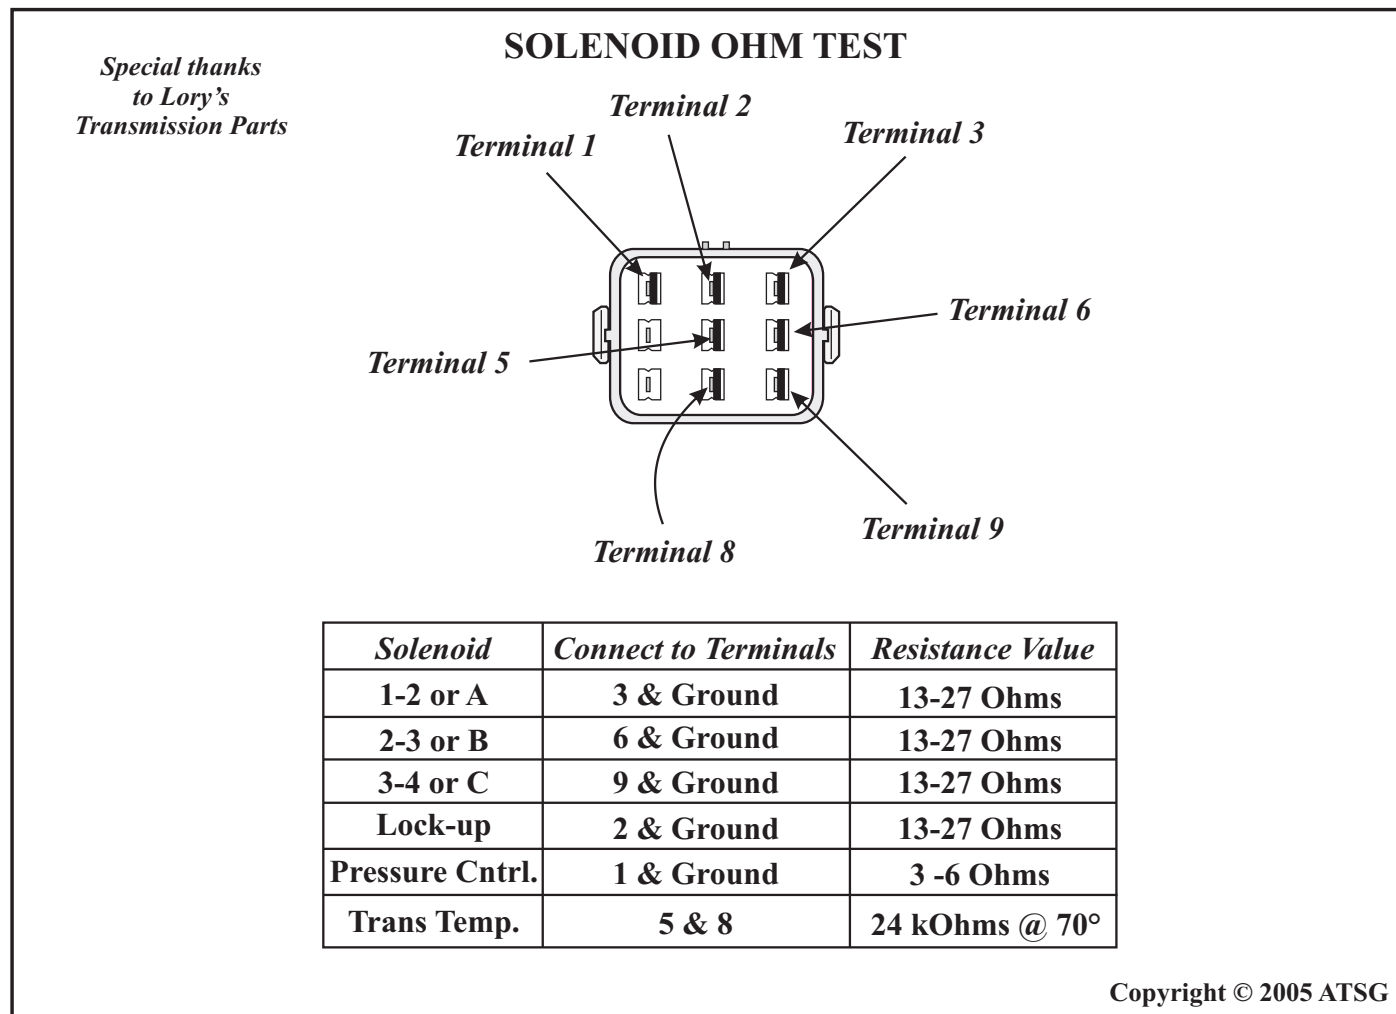 SOLENOID OHM TEST
Special thanks
to Lory's
Transmission Parts
Terminal 2
Terminal 1
Terminal 3
Terminal 6
Terminal 5
Terminal 9
Terminal 8
Solenoid Connect to Terminals Resistance Value
1-2 or A 3 & Ground 13-27 Ohms
2-3 or B 6 & Ground 13-27 Ohms
3-4 or C 9 & Ground 13-27 Ohms
Lock-up 2 & Ground 13-27 Ohms
Pressure Cntrl. 1 & Ground 3 -6 Ohms
Trans Temp. 5 & 8 24 kOhms @ 70°
Copyright © 2005 ATSG